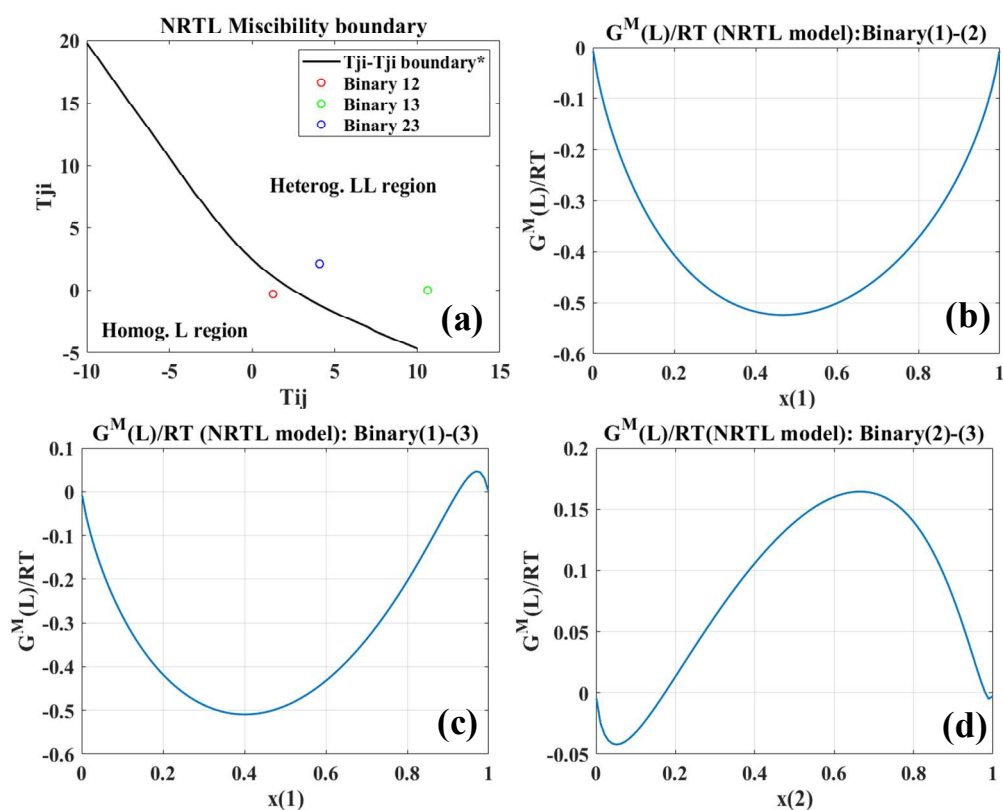 NRTL Miscibility boundary
20
15
10
5
0
-5
Tji
Tji-Tji boundary*
Binary 12
Binary 13
Binary 23
Heterog. LL region
Homog. L region
(a)
-10
-5
0
5
10
15
Tij
G^M(L)/RT (NRTL model):Binary(1)-(2)
0
-0.1
-0.2
-0.3
-0.4
-0.5
-0.6
G^M(L)/RT
(b)
0
0.2
0.4
0.6
0.8
1
x(1)
G^M(L)/RT (NRTL model): Binary(1)-(3)
0.1
0
-0.1
-0.2
-0.3
-0.4
-0.5
-0.6
G^M(L)/RT
(c)
0
0.2
0.4
0.6
0.8
1
x(1)
G^M(L)/RT(NRTL model): Binary(2)-(3)
0.2
0.15
0.1
0.05
0
-0.05
G^M(L)/RT
(d)
0
0.2
0.4
0.6
0.8
1
x(2)